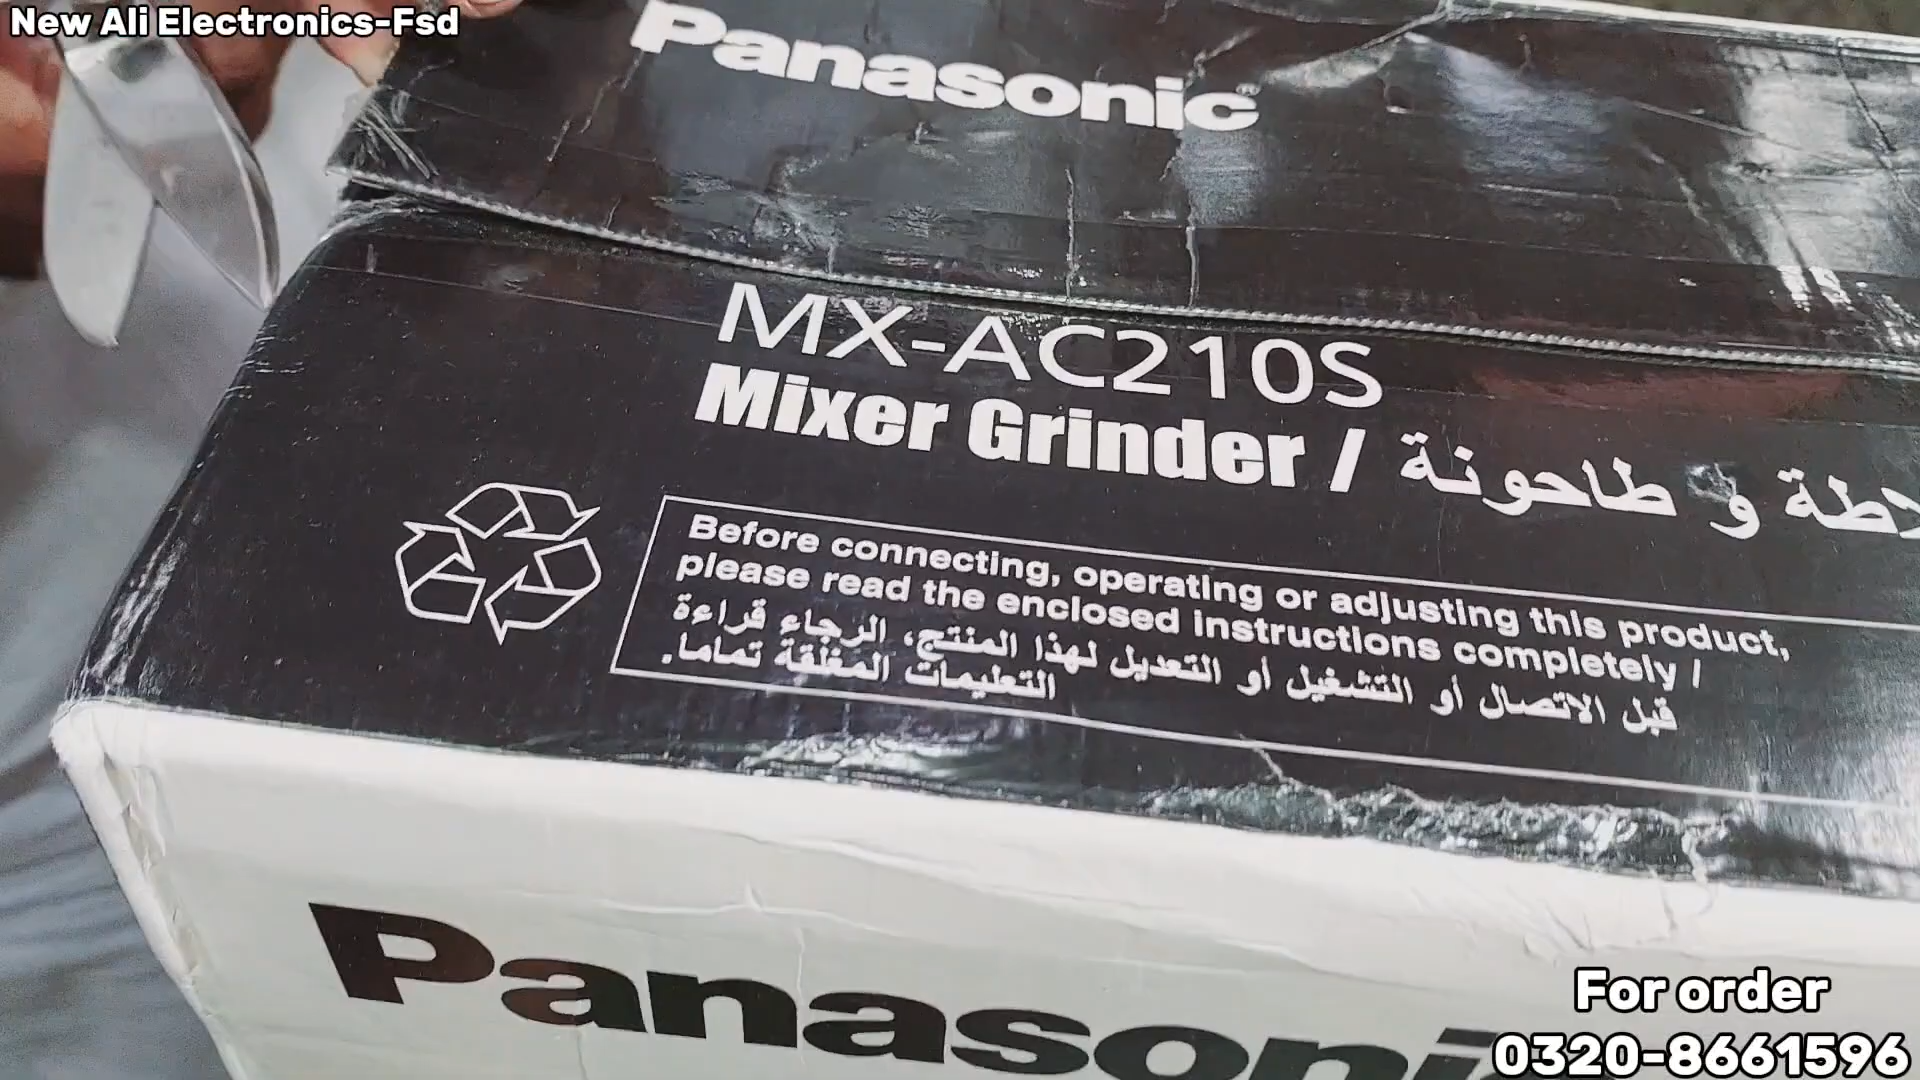 New Ali Electronics-Fsd
Panasonic
MX-AC210S
Mixer Grinder / طاحونة و
Before connecting, operating or adjusting this product,
please read the enclosed instructions completely /
قبل الاتصال أو التشغيل أو التعديل لهذا المنتج، الرجاء قراءة
التعليمات المغلقة تماما.
Panasonic
For order
0320-8661596